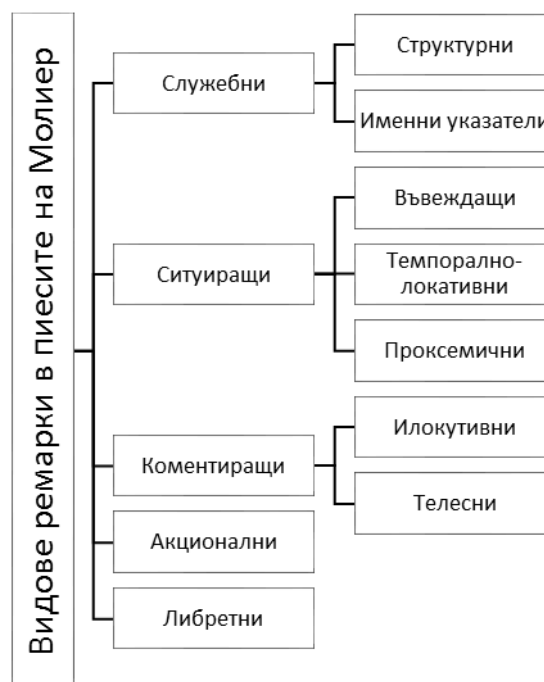 Видове ремарки в пиесите на Молиер
Служебни
Структурни
Именни указатели
Ситуиращи
Въвеждащи
Темпорално-
локативни
Проксемични
Коментиращи
Илокутивни
Телесни
Акционални
Либретни